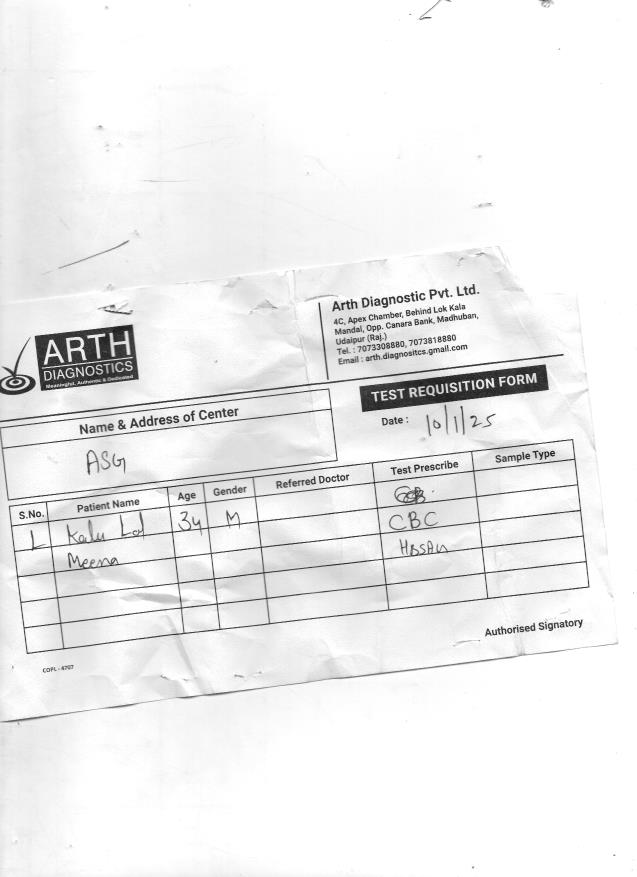 Arth Diagnostic Pvt. Ltd.
4C, Apex Chamber, Behind Lok Kala
Mandal, Opp. Canara Bank, Madhuban,
Udaipur (Raj.)
Tel. : 7073308880, 7073818880
Email : arth.diagnositcs.gmail.com
ARTH
DIAGNOSTICS
Meaningful, Authentic & Dedicated
TEST REQUISITION FORM
Name & Address of Center
Date : 10/1/25
ASG
S.No. Patient Name Age Gender Referred Doctor Test Prescribe Sample Type
1. Kalu Lal 34 M CBC
Meena HBSAG
Authorised Signatory
COPL - 4707